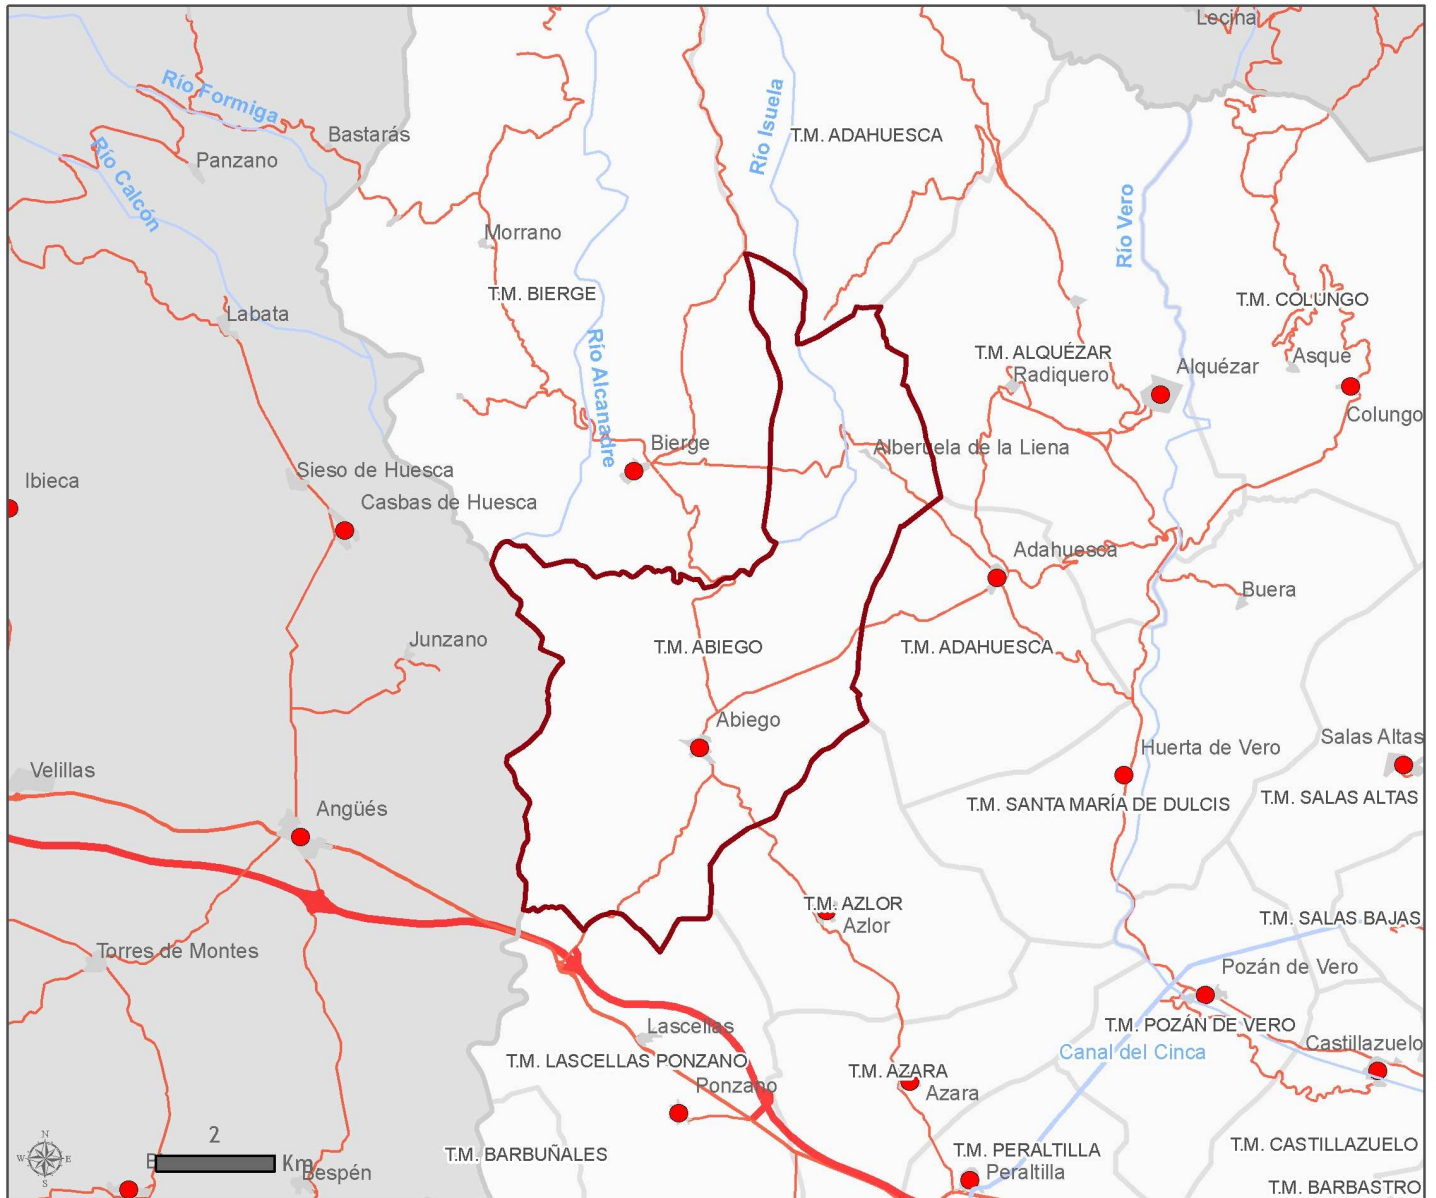 Lecina
Río Formiga
Bastarás
Río Isuela
T.M. ADAHUESCA
Panzano
Río Calcón
Río Vero
Morrano
T.M. BIERGE
T.M. COLUNGO
Labata
Río Alcanadre
T.M. ALQUÉZAR
Radiquero
Alquézar
Asque
Colungo
Bierge
Alberuela de la Liena
Ibieca
Sieso de Huesca
Casbas de Huesca
Adahuesca
Buera
Junzano
T.M. ABIEGO
T.M. ADAHUESCA
Abiego
Huerta de Vero
Salas Altas
Velillas
Angüés
T.M. SANTA MARÍA DE DULCIS
T.M. SALAS ALTAS
T.M. AZLOR
Azlor
T.M. SALAS BAJAS
Torres de Montes
Pozán de Vero
Lascellas
T.M. POZÁN DE VERO
Canal del Cinca
Castillazuelo
T.M. LASCELLAS PONZANO
Ponzano
T.M. AZARA
Azara
2
Km
N
W
E
S
T.M. BARBUÑALES
T.M. PERALTILLA
Peraltilla
T.M. CASTILLAZUELO
Bespén
T.M. BARBASTRO